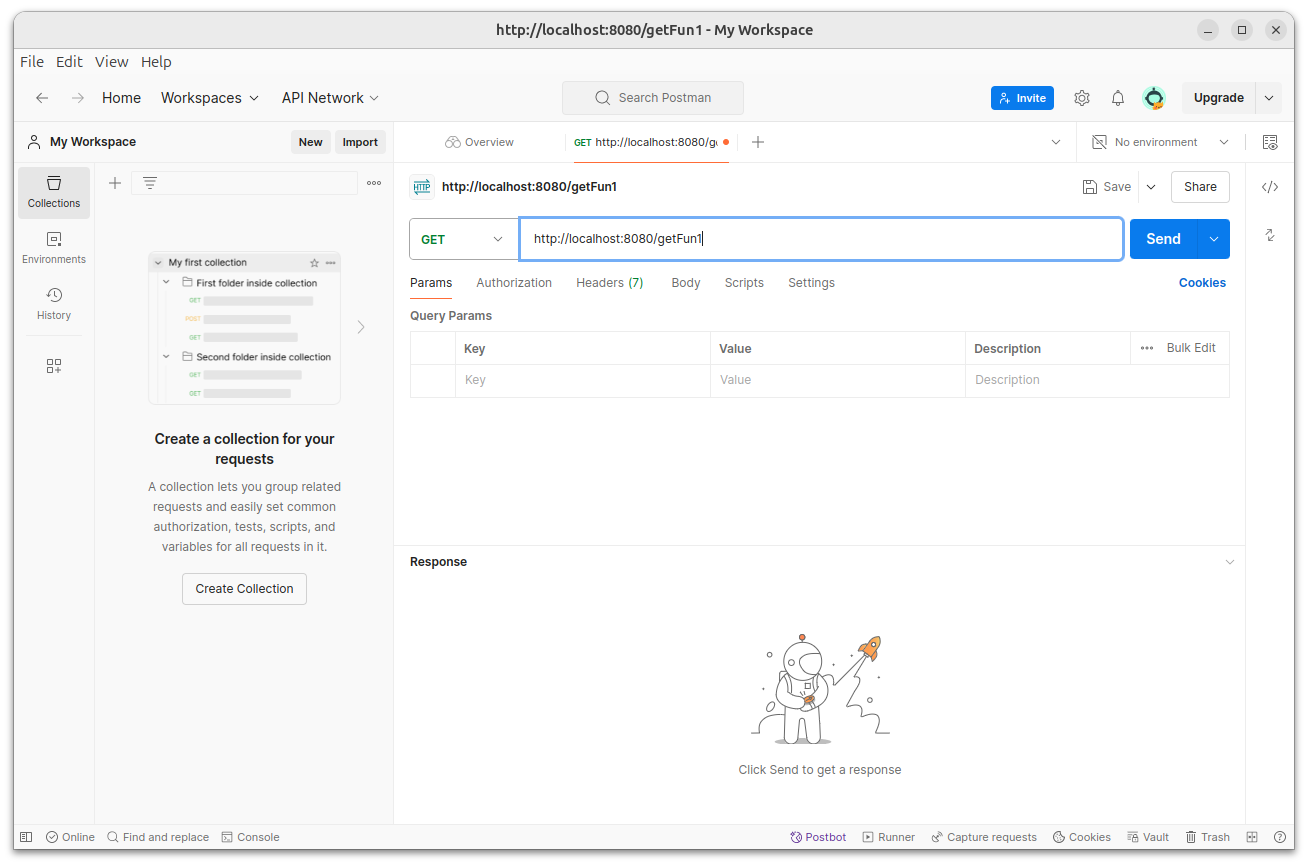 http://localhost:8080/getFun1 - My Workspace
File Edit View Help
Home Workspaces API Network
Search Postman
Invite
Upgrade
My Workspace
New Import
Overview
GET http://localhost:8080/g
No environment
Collections
Environments
History
HTTP http://localhost:8080/getFun1
Save
Share
GET
http://localhost:8080/getFun1
Send
Params Authorization Headers (7) Body Scripts Settings
Cookies
Query Params
Key Value Description
Bulk Edit
Key Value Description
My first collection
First folder inside collection
GET
POST
GET
Second folder inside collection
GET
GET
Create a collection for your
requests
A collection lets you group related
requests and easily set common
authorization, tests, scripts, and
variables for all requests in it.
Create Collection
Response
Click Send to get a response
Online Find and replace Console
Postbot Runner Capture requests Cookies Vault Trash